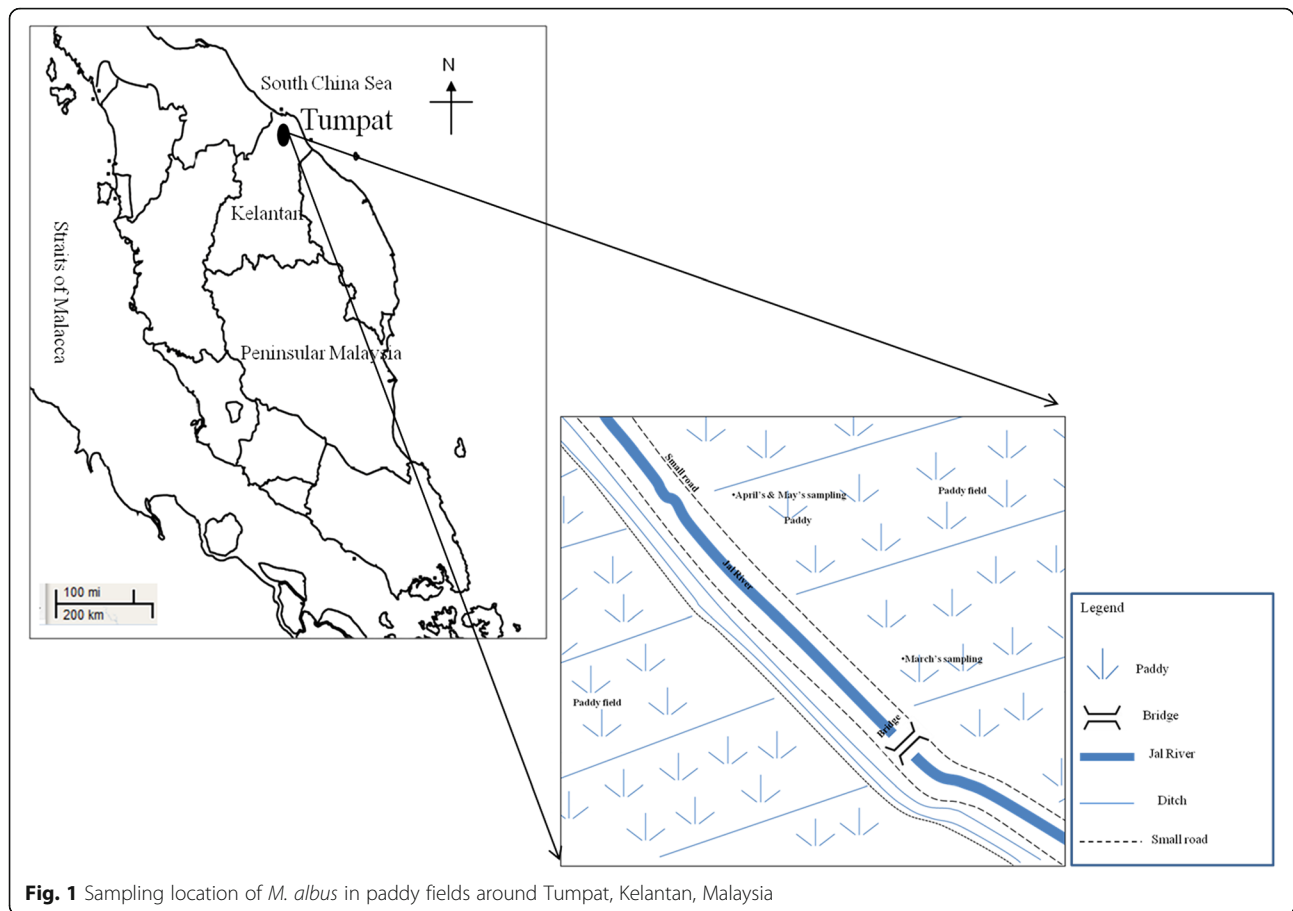 South China Sea
N
Tumpat
Kelantan
Straits of Malacca
Peninsular Malaysia
100 mi
200 km
Small road
•April's & May's sampling
Paddy
Paddy field
Jal River
•March's sampling
Paddy field
Bridge
Legend
Paddy
Bridge
Jal River
Ditch
Small road
Fig. 1 Sampling location of M. albus in paddy fields around Tumpat, Kelantan, Malaysia